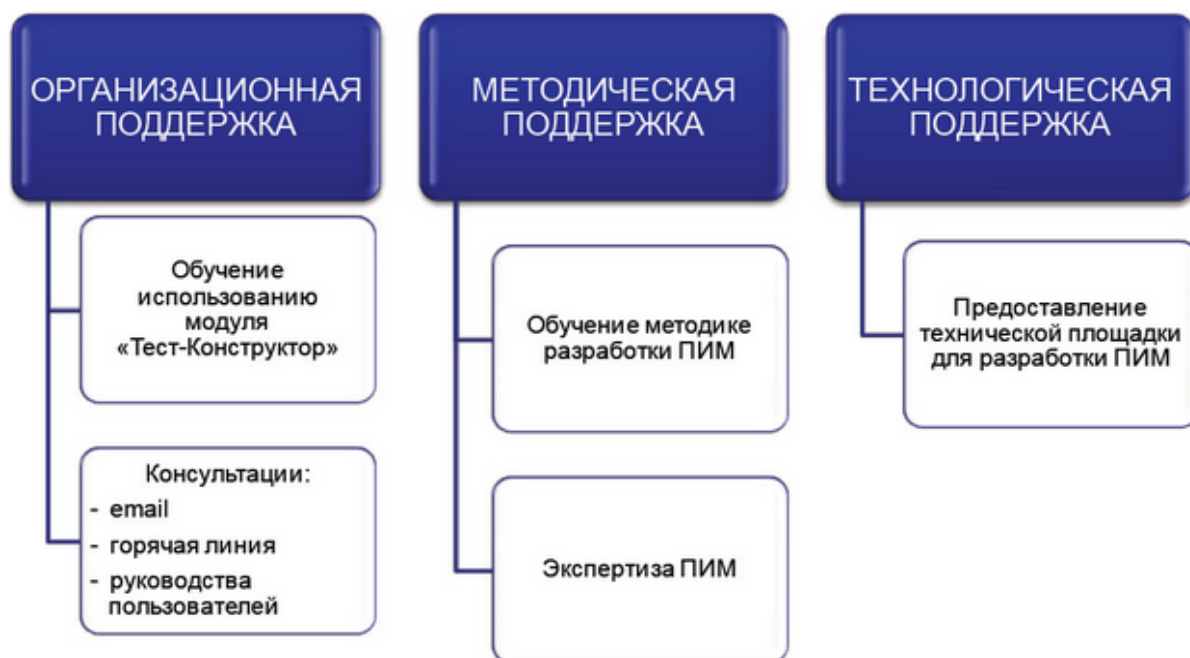 ОРГАНИЗАЦИОННАЯ
ПОДДЕРЖКА
Обучение
использованию
модуля
«Тест-Конструктор»
Консультации:
- email
- горячая линия
- руководства
пользователей
МЕТОДИЧЕСКАЯ
ПОДДЕРЖКА
Обучение методике
разработки ПИМ
Экспертиза ПИМ
ТЕХНОЛОГИЧЕСКАЯ
ПОДДЕРЖКА
Предоставление
технической площадки
для разработки ПИМ